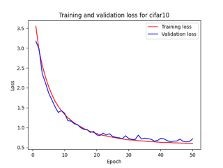 Training and validation loss for cifar10
Training loss
Validation loss
3.5
3.0
2.5
2.0
1.5
1.0
0.5
Loss
0
10
20
30
40
50
Epoch